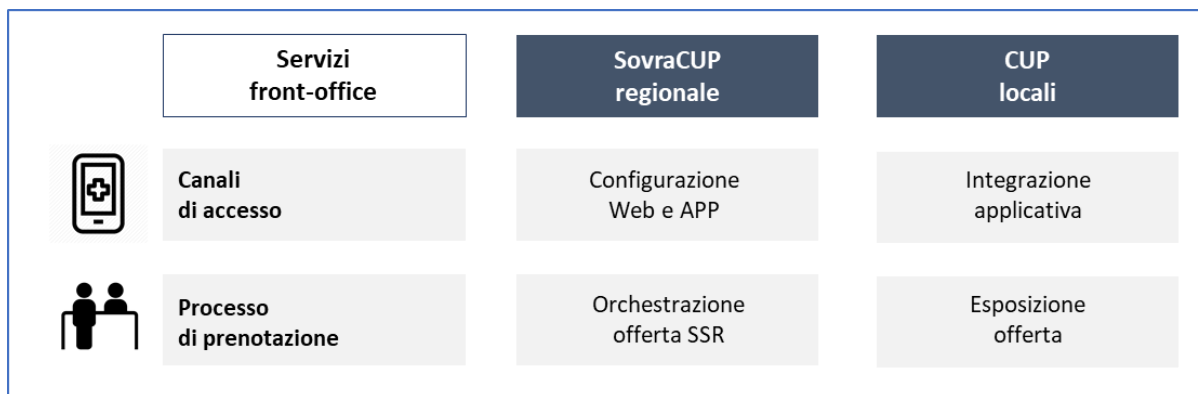 Servizi
front-office
SovraCUP
regionale
CUP
locali
Canali
di accesso
Configurazione
Web e APP
Integrazione
applicativa
Processo
di prenotazione
Orchestrazione
offerta SSR
Esposizione
offerta